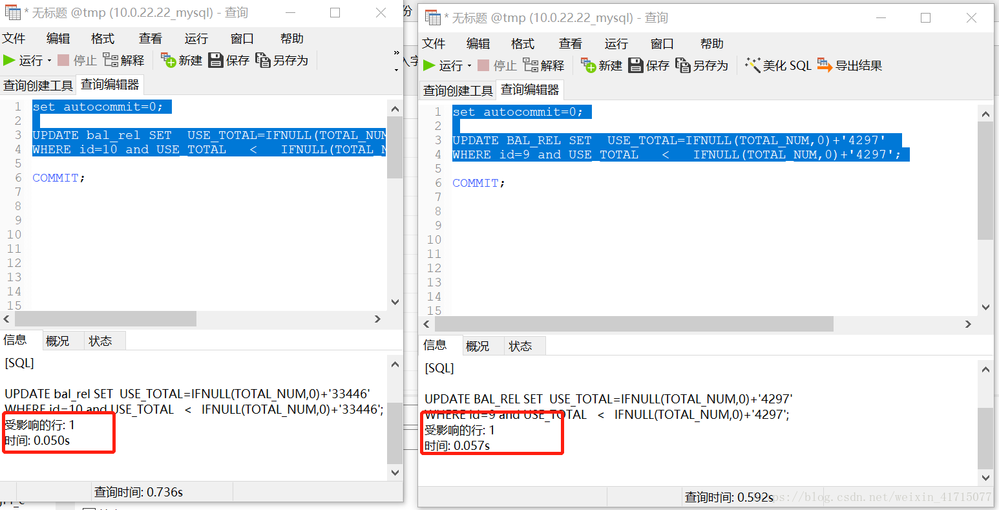 * 无标题 @tmp (10.0.22.22_mysql) - 查询
文件 编辑 格式 查看 运行 窗口 帮助
运行 停止 解释 新建 保存 另存为 »
查询创建工具 查询编辑器
1 set autocommit=0;
2
3 UPDATE bal_rel SET USE_TOTAL=IFNULL(TOTAL_NUM
4 WHERE id=10 and USE_TOTAL < IFNULL(TOTAL_N
5
6 COMMIT;
7
8
9
10
11
12
13
14
15
信息 概况 状态
[SQL]
UPDATE bal_rel SET USE_TOTAL=IFNULL(TOTAL_NUM,0)+'33446'
WHERE id=10 and USE_TOTAL < IFNULL(TOTAL_NUM,0)+'33446';
受影响的行: 1
时间: 0.050s
查询时间: 0.736s
份
入字
* 无标题 @tmp (10.0.22.22_mysql) - 查询
文件 编辑 格式 查看 运行 窗口 帮助
运行 停止 解释 新建 保存 另存为 美化 SQL 导出结果
查询创建工具 查询编辑器
1 set autocommit=0;
2
3 UPDATE BAL_REL SET USE_TOTAL=IFNULL(TOTAL_NUM,0)+'4297'
4 WHERE id=9 and USE_TOTAL < IFNULL(TOTAL_NUM,0)+'4297';
5
6 COMMIT;
7
8
9
10
11
12
13
14
15
信息 概况 状态
[SQL]
UPDATE BAL_REL SET USE_TOTAL=IFNULL(TOTAL_NUM,0)+'4297'
WHERE id=9 and USE_TOTAL < IFNULL(TOTAL_NUM,0)+'4297';
受影响的行: 1
时间: 0.057s
查询时间: 0.592s
https://blog.csdn.net/weixin_41715077